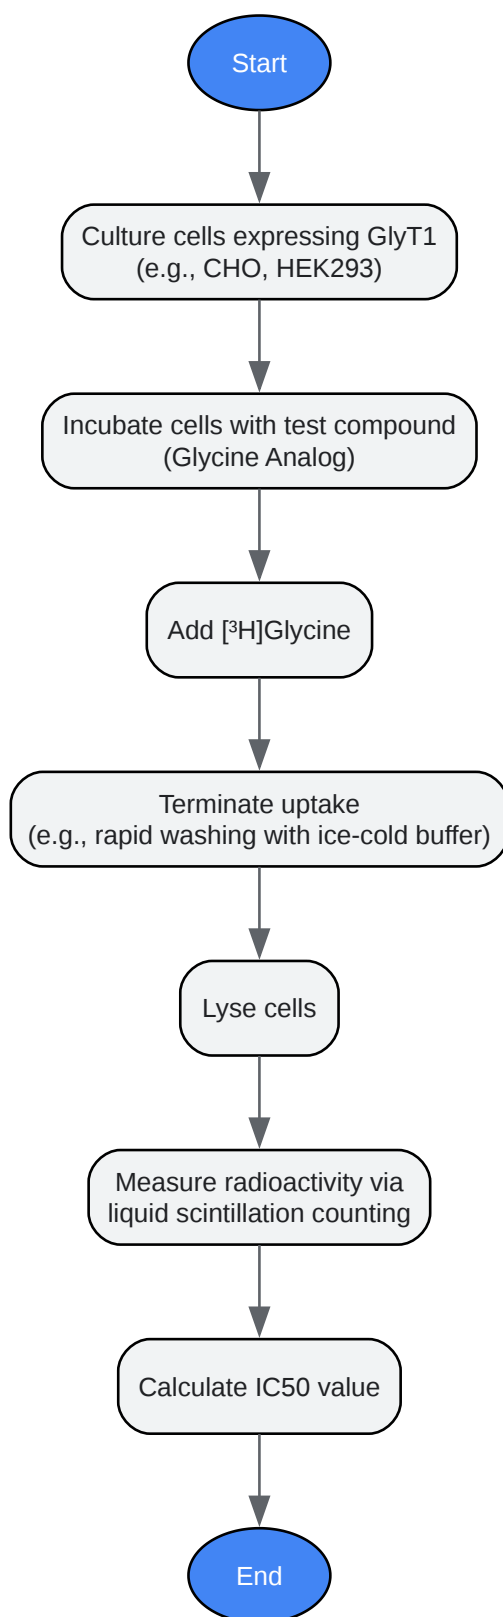 Start
Culture cells expressing GlyT1
(e.g., CHO, HEK293)
Incubate cells with test compound
(Glycine Analog)
Add [³H]Glycine
Terminate uptake
(e.g., rapid washing with ice-cold buffer)
Lyse cells
Measure radioactivity via
liquid scintillation counting
Calculate IC50 value
End